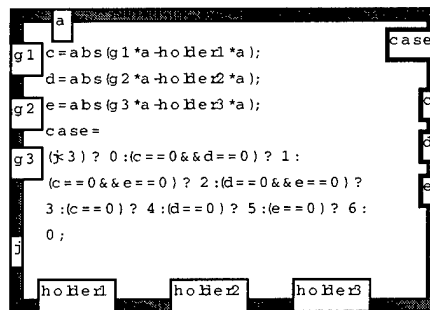 a
case
g1 c=abs(g1*a-holder1*a);
d=abs(g2*a-holder2*a);
g2 e=abs(g3*a-holder3*a);
c
case=
d
g3 (j<3) ? 0 :(c==0&&d==0) ? 1 :
(c==0&&e==0) ? 2 :(d==0&&e==0) ?
e
3 :(c==0) ? 4 :(d==0) ? 5 :(e==0) ? 6 :
j 0 ;
holder1 holder2 holder3